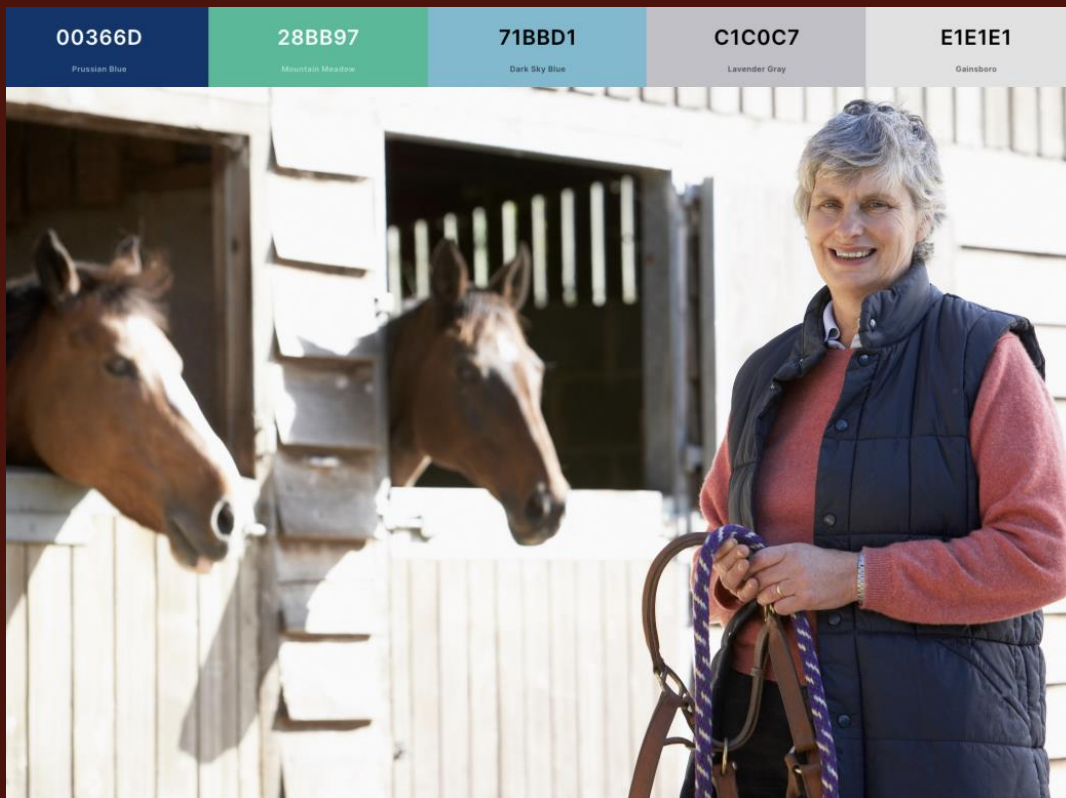 00366D 28BB97 71BBD1 C1C0C7 E1E1E1
Prussian Blue Mountain Meadow Dark Sky Blue Lavender Gray Gainsboro